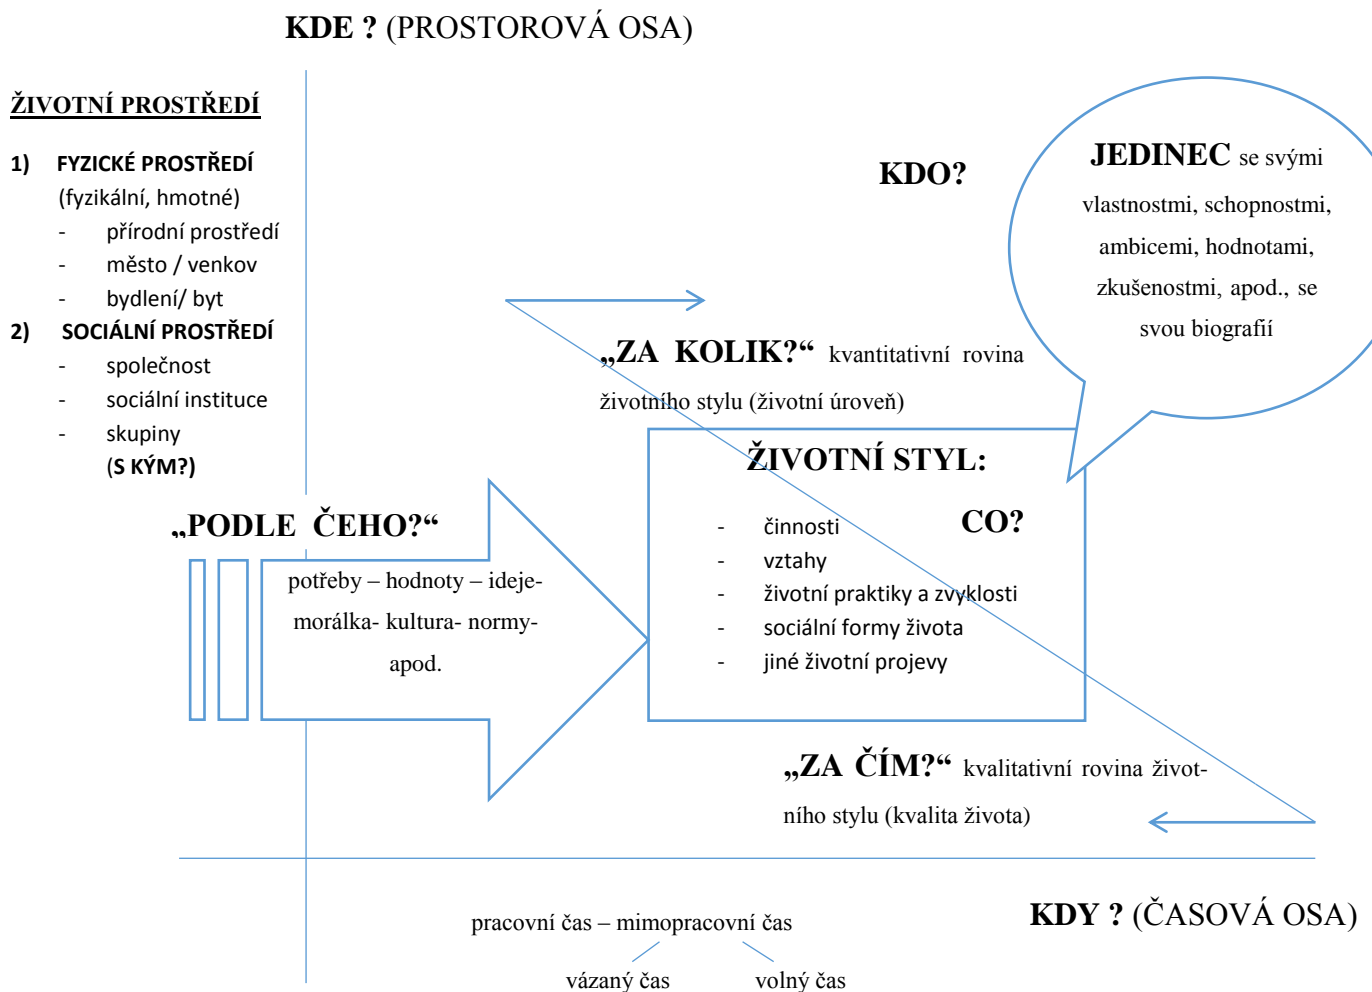 KDE ? (PROSTOROVÁ OSA)
ŽIVOTNÍ PROSTŘEDÍ
1) FYZICKÉ PROSTŘEDÍ
(fyzikální, hmotné)
- přírodní prostředí
- město / venkov
- bydlení/ byt
2) SOCIÁLNÍ PROSTŘEDÍ
- společnost
- sociální instituce
- skupiny
(S KÝM?)
KDO?
JEDINEC se svými
vlastnostmi, schopnostmi,
ambicemi, hodnotami,
zkušenostmi, apod., se
svou biografií
„ZA KOLIK?“ kvantitativní rovina
životního stylu (životní úroveň)
„PODLE ČEHO?“
potřeby – hodnoty – ideje-
morálka- kultura- normy-
apod.
ŽIVOTNÍ STYL:
CO?
- činnosti
- vztahy
- životní praktiky a zvyklosti
- sociální formy života
- jiné životní projevy
„ZA ČÍM?“ kvalitativní rovina život-
ního stylu (kvalita života)
KDY ? (ČASOVÁ OSA)
pracovní čas – mimopracovní čas
vázaný čas volný čas